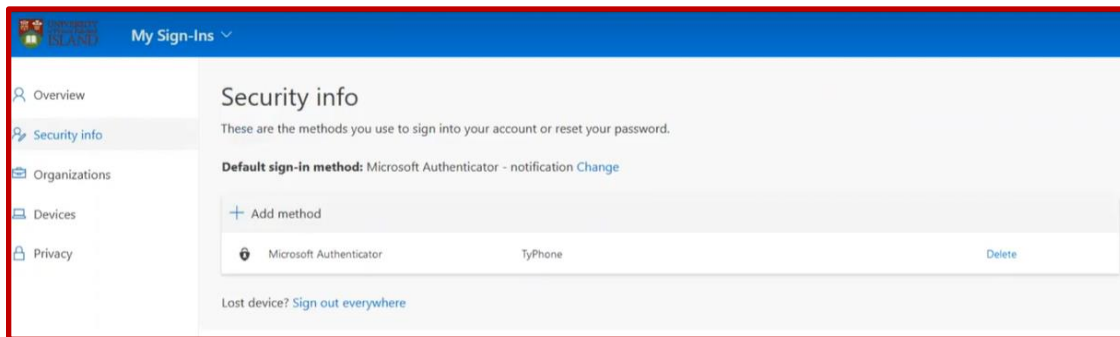 UNIVERSITY
ISLAND
My Sign-Ins
Overview
Security info
Organizations
Devices
Privacy
Security info
These are the methods you use to sign into your account or reset your password.
Default sign-in method: Microsoft Authenticator - notification Change
+ Add method
Microsoft Authenticator TyPhone Delete
Lost device? Sign out everywhere